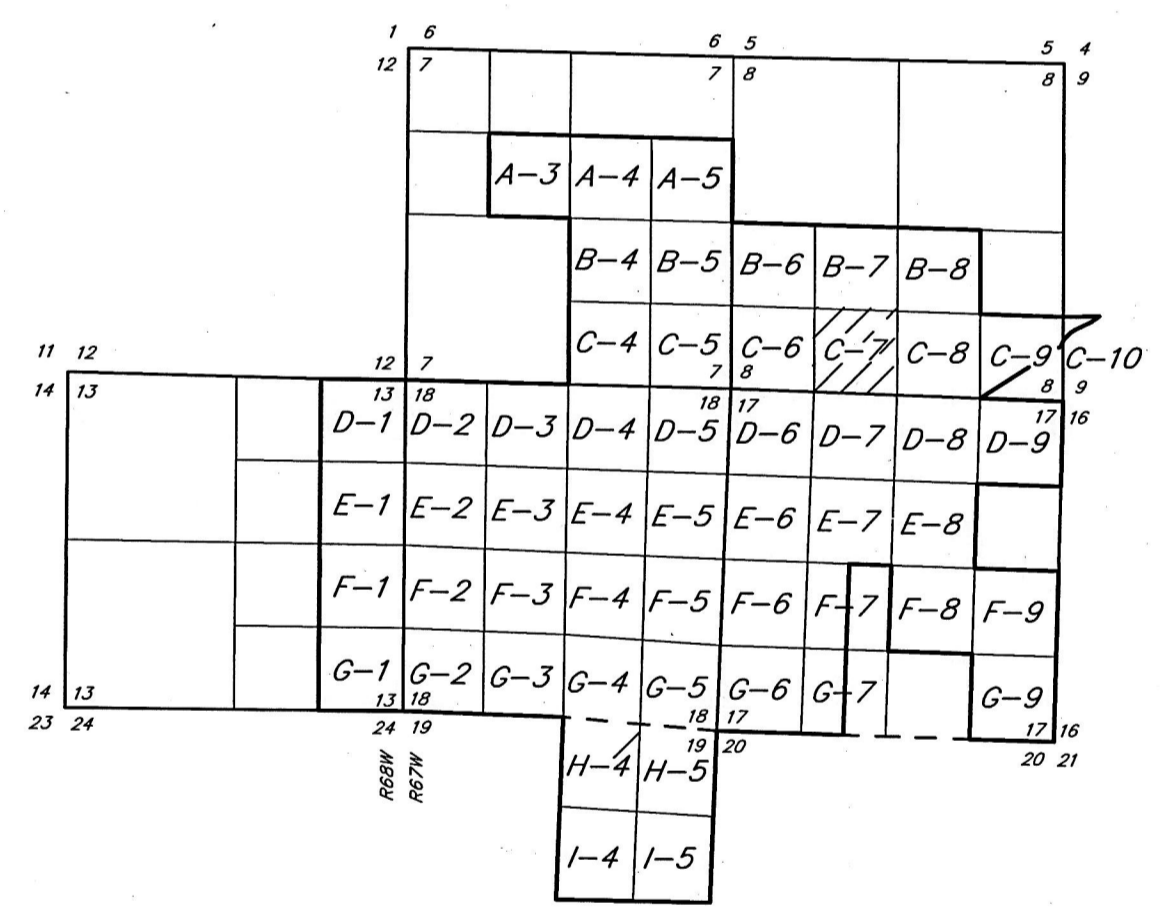 1 6 6 5 5 4
12 7 7 8 8 9
A-3 A-4 A-5
B-4 B-5 B-6 B-7 B-8
C-4 C-5 C-6 C-7 C-8 C-9 C-10
11 12 12 7 7 8 8 9
14 13 13 18 18 17 17 16
D-1 D-2 D-3 D-4 D-5 D-6 D-7 D-8 D-9
E-1 E-2 E-3 E-4 E-5 E-6 E-7 E-8
F-1 F-2 F-3 F-4 F-5 F-6 F-7 F-8 F-9
G-1 G-2 G-3 G-4 G-5 G-6 G-7 G-9
14 13 13 18 18 17 17 16
23 24 24 19 19 20 20 21
R68W R67W
H-4 H-5
I-4 I-5